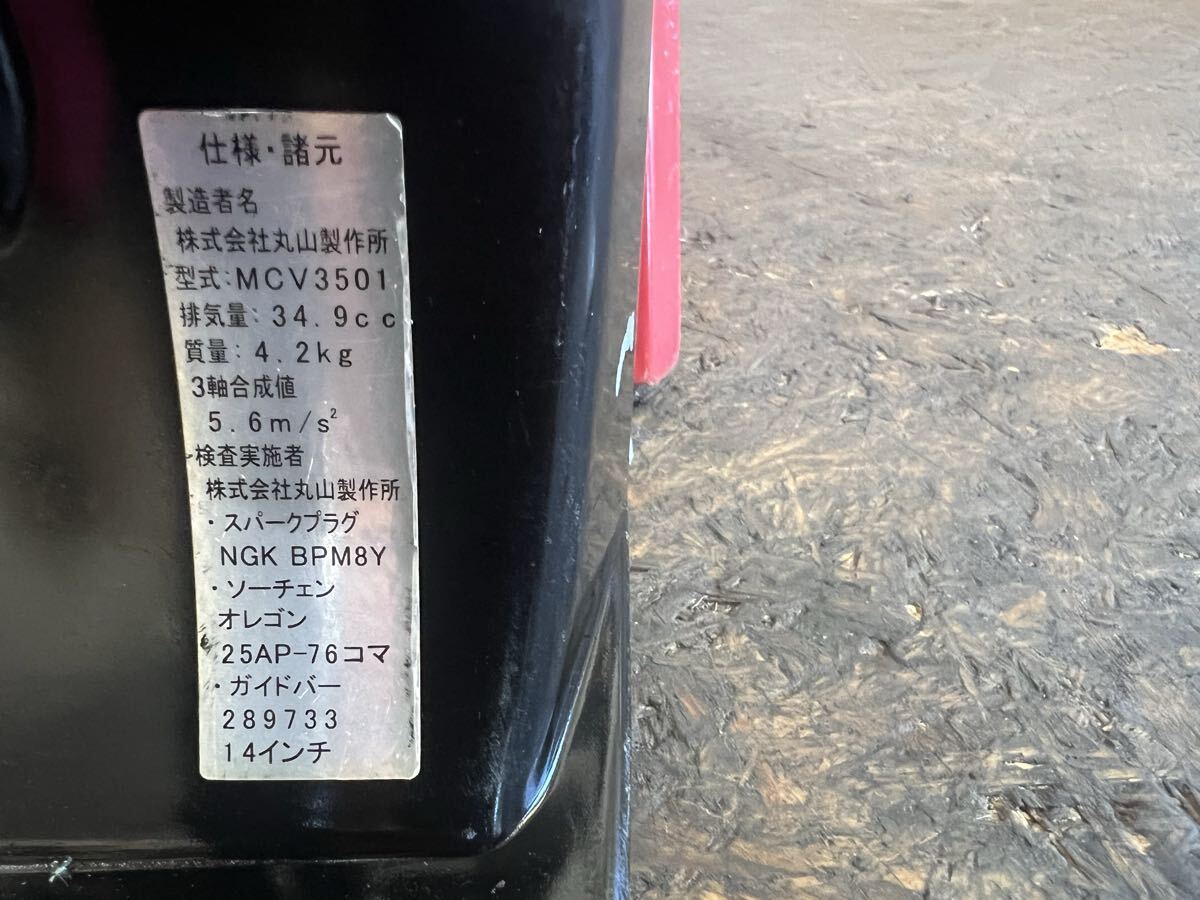 仕様・諸元
製造者名
株式会社丸山製作所
型式:MCV3501
排気量:34.9cc
質量:4.2kg
3軸合成値
5.6m/s²
検査実施者
株式会社丸山製作所
・スパークプラグ
NGK BPM8Y
・ソーチェン
オレゴン
25AP-76コマ
・ガイドバー
289733
14インチ